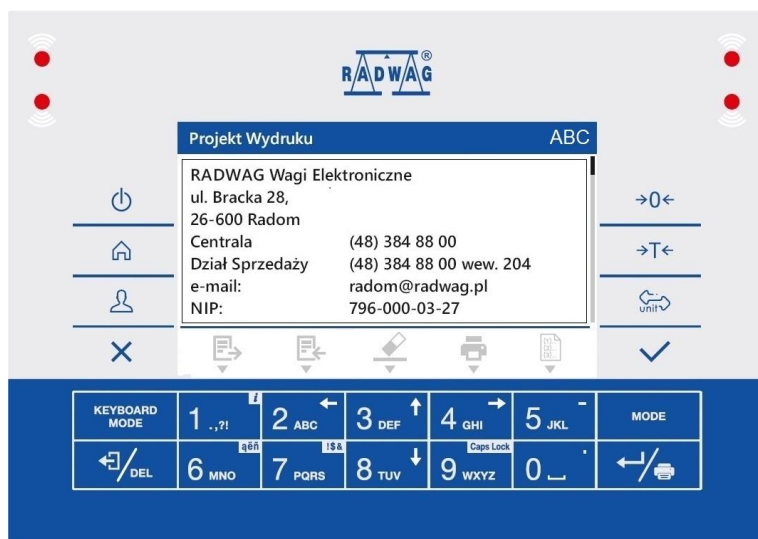 RADWAG®
Projekt Wydruku ABC
RADWAG Wagi Elektroniczne
ul. Bracka 28,
26-600 Radom
Centrala (48) 384 88 00
Dział Sprzedaży (48) 384 88 00 wew. 204
e-mail: radom@radwag.pl
NIP: 796-000-03-27
→0←
→T←
unit
KEYBOARD MODE
1 .,?! i
2 ABC ←
3 DEF ↑
4 GHI →
5 JKL -
MODE
DEL
6 MNO ąëñ
7 PQRS !$&
8 TUV ↓
9 WXYZ Caps Lock
0 .